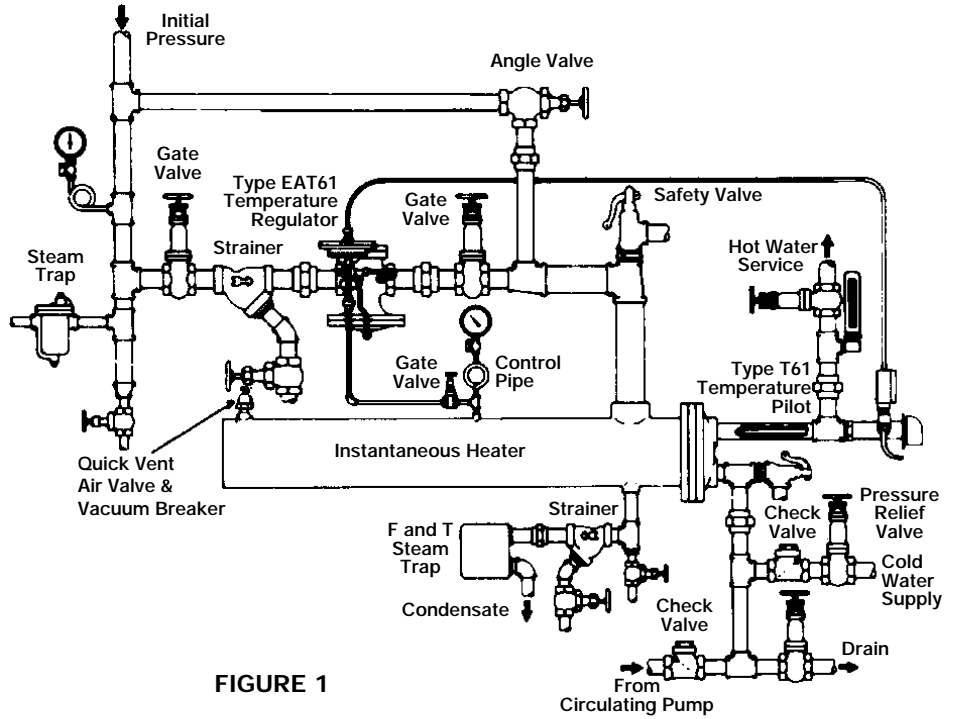 Initial
Pressure
Angle Valve
Gate
Valve
Type EAT61
Temperature
Regulator
Gate
Valve
Safety Valve
Strainer
Steam
Trap
Hot Water
Service
Gate
Valve
Control
Pipe
Type T61
Temperature
Pilot
Instantaneous Heater
Quick Vent
Air Valve &
Vacuum Breaker
Strainer
F and T
Steam
Trap
Condensate
Check
Valve
Pressure
Relief
Valve
Cold
Water
Supply
Check
Valve
Drain
From
Circulating Pump
FIGURE 1